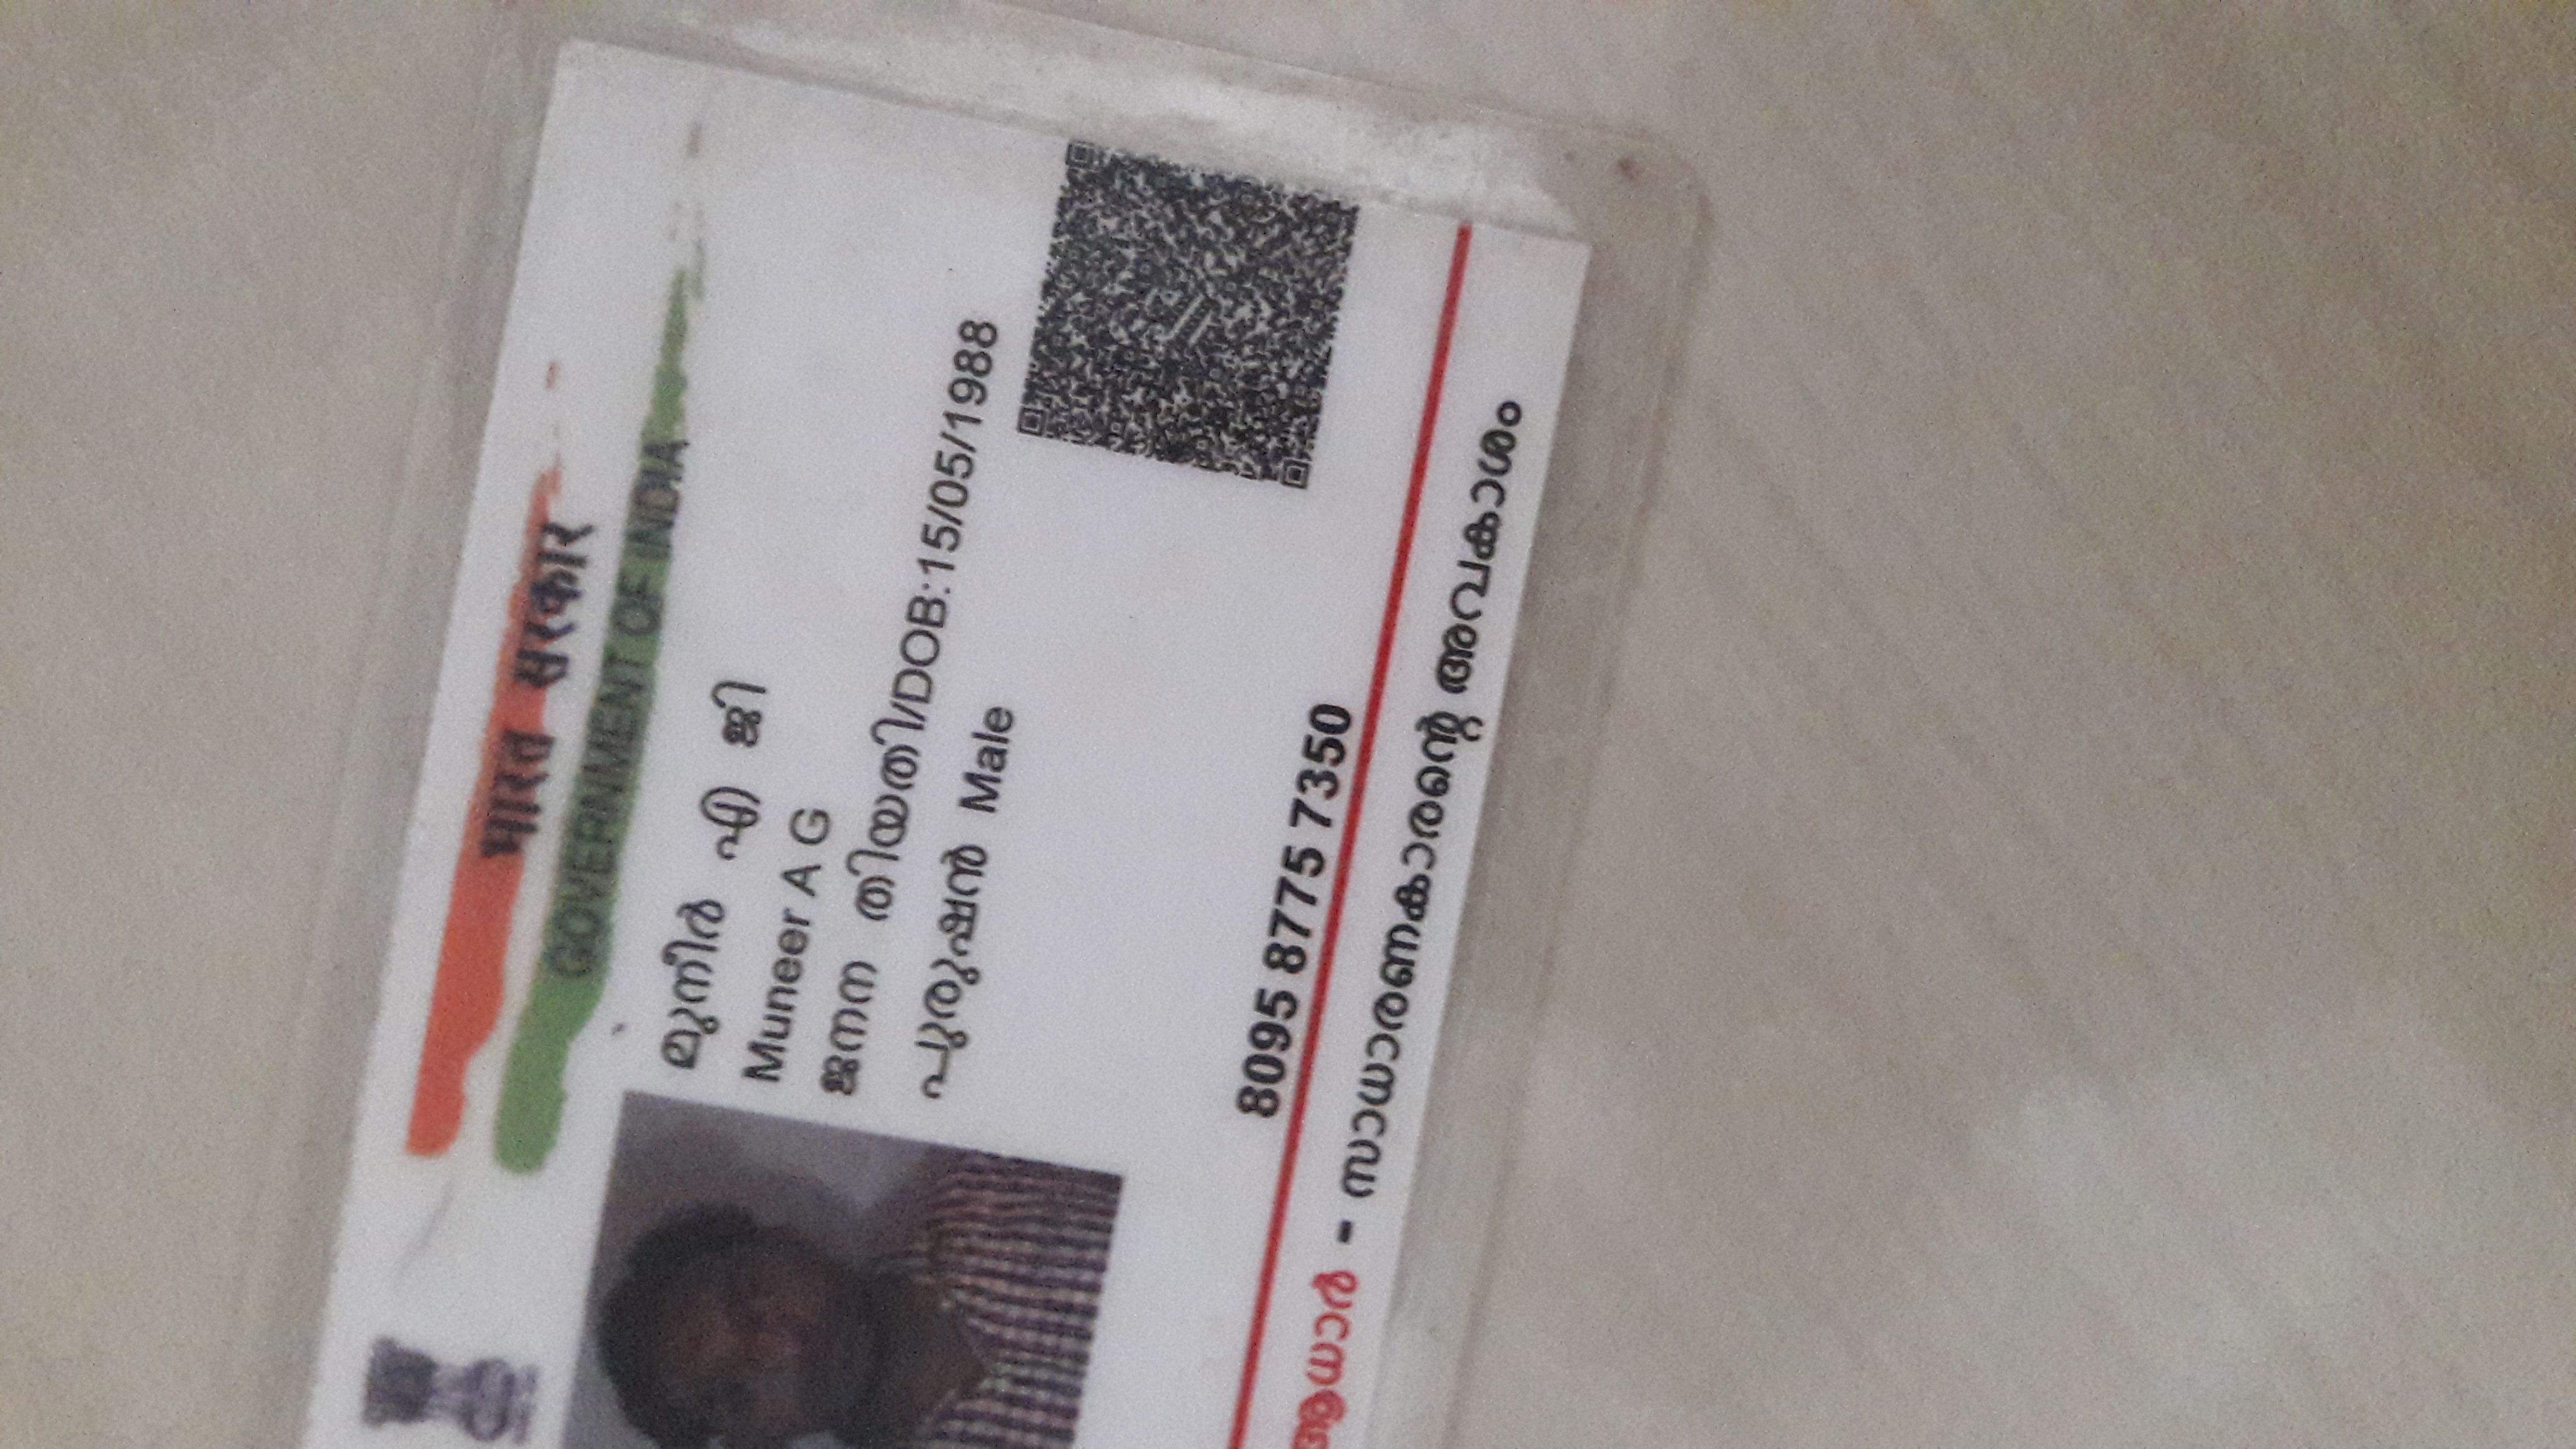 भारत सरकार
GOVERNMENT OF INDIA
മുനീർ എ ജി
Muneer A G
ജനന തിയതി/DOB:15/05/1988
പുരുഷൻ Male
8095 8775 7350
ആധാർ - സാധാരണകാരന്റെ അവകാശം